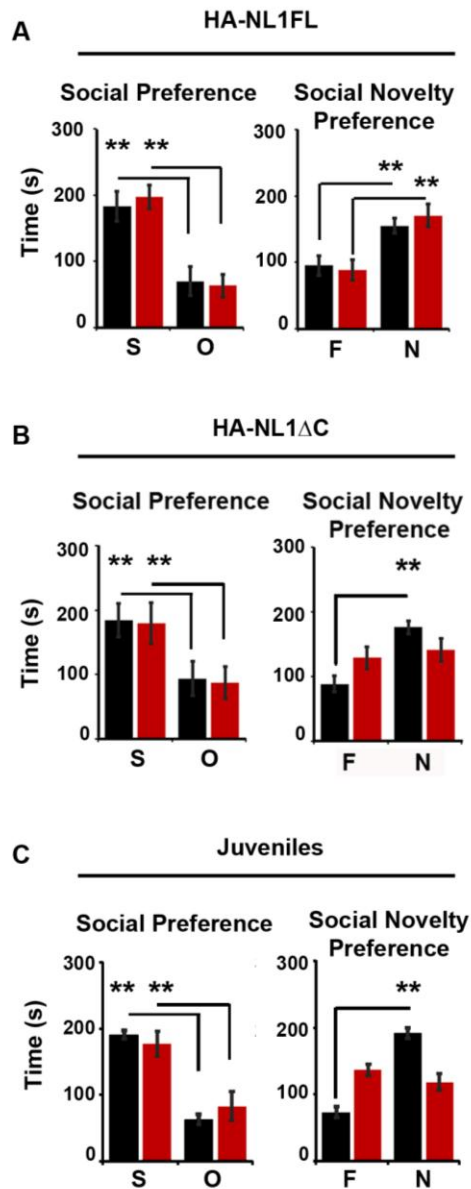 A
HA-NL1FL
Social Preference
Social Novelty
Preference
Time (s)
300
200
100
0
** **
S O
300
200
100
0
**
**
F N
B
HA-NL1ΔC
Social Preference
Social Novelty
Preference
Time (s)
300
200
100
0
** **
S O
300
200
100
0
**
F N
C
Juveniles
Social Preference
Social Novelty
Preference
Time (s)
300
200
100
0
** **
S O
300
200
100
0
**
F N